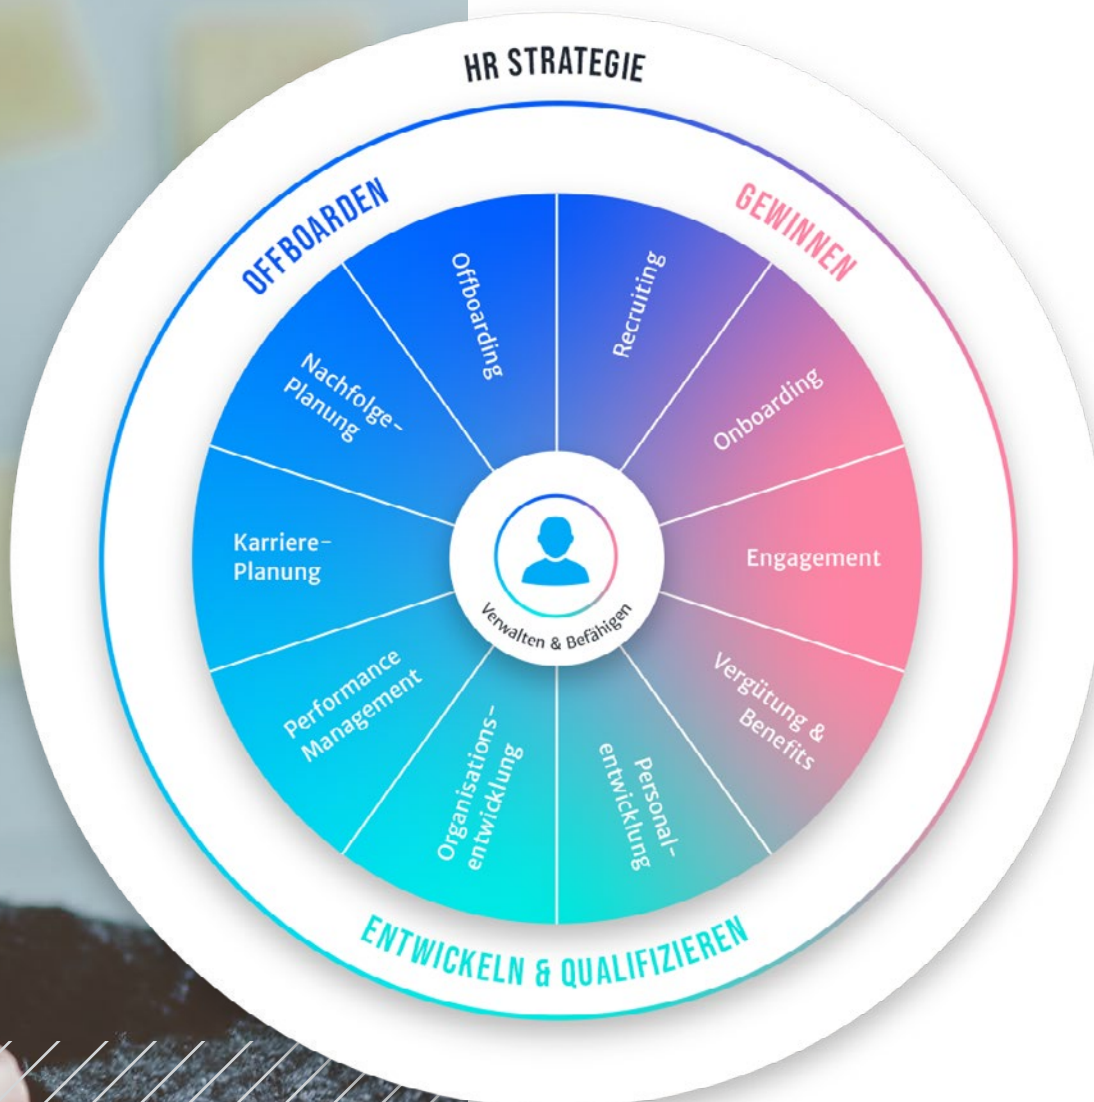 HR STRATEGIE
OFFBOARDEN
GEWINNEN
Offboarding
Recruiting
Nachfolge-
Planung
Onboarding
Karriere-
Planung
Engagement
Verwalten & Befähigen
Performance
Management
Vergütung &
Benefits
Organisations-
entwicklung
Personal-
entwicklung
ENTWICKELN & QUALIFIZIEREN